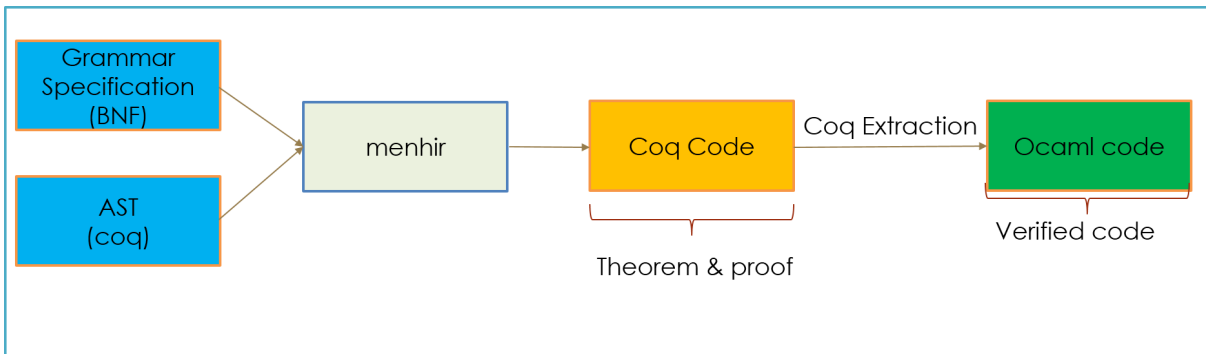 Grammar
Specification
(BNF)
AST
(coq)
menhir
Coq Code
Theorem & proof
Coq Extraction
Ocaml code
Verified code